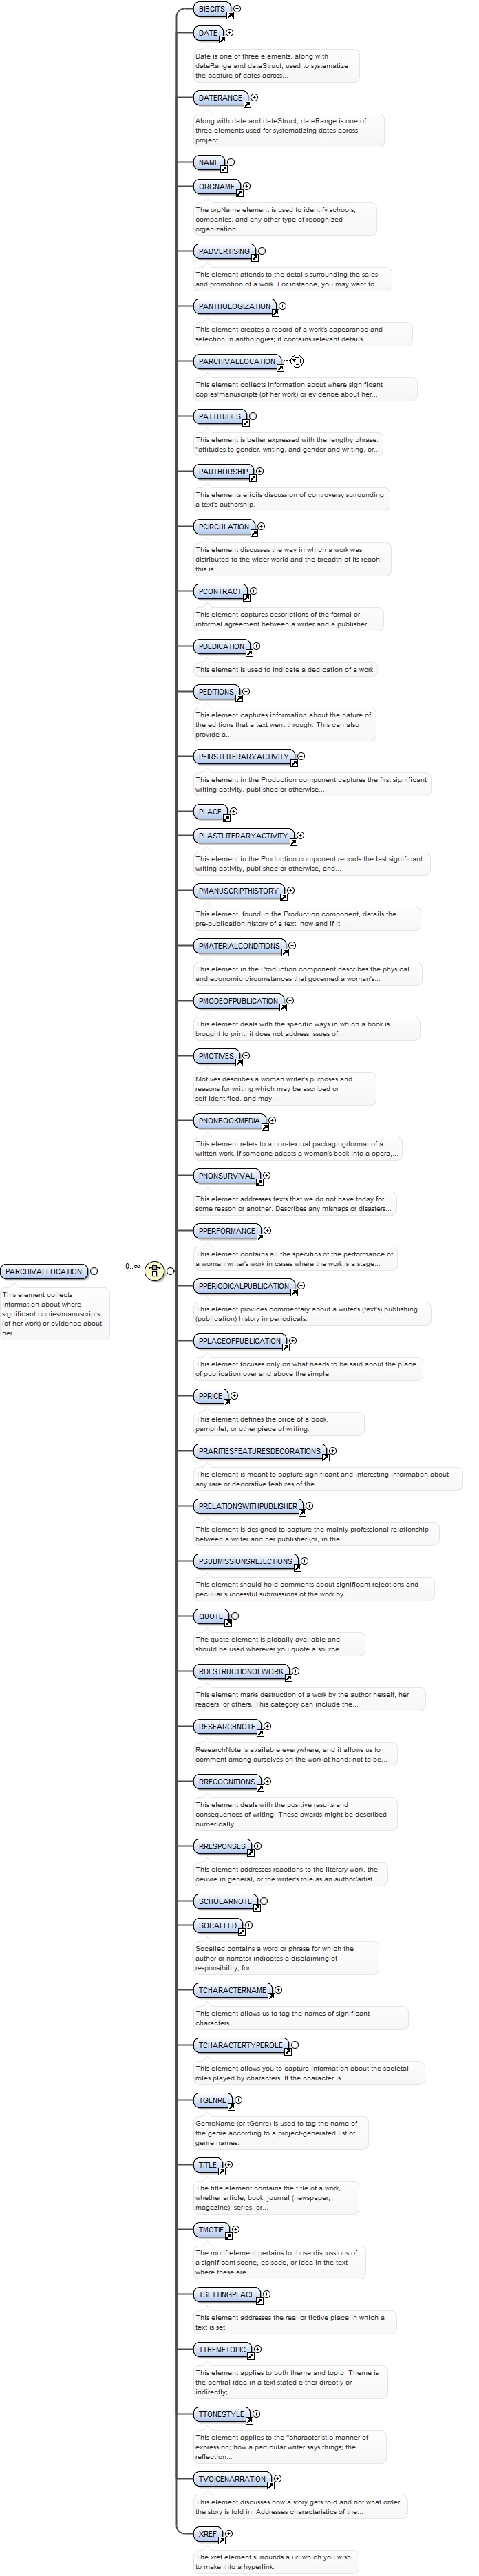 BIBCITS
DATE
Date is one of three elements, along with
dateRange and dateStruct, used to systematize
the capture of dates across...
DATERANGE
Along with date and dateStruct, dateRange is one of
three elements used for systematizing dates across
project...
NAME
ORGNAME
The orgName element is used to identify schools,
companies, and any other type of recognized
organization.
PADVERTISING
This element attends to the details surrounding the sales
and promotion of a work. For instance, you may want to...
PANTHOLOGIZATION
This element creates a record of a work's appearance and
selection in anthologies; it contains relevant details...
PARCHIVALLOCATION
This element collects information about where significant
copies/manuscripts (of her work) or evidence about her...
PATTITUDES
This element is better expressed with the lengthy phrase:
"attitudes to gender, writing, and gender and writing, or...
PAUTHORSHIP
This elements elicits discussion of controversy surrounding
a text's authorship.
PCIRCULATION
This element discusses the way in which a work was
distributed to the wider world and the breadth of its reach:
this is...
PCONTRACT
This element captures descriptions of the formal or
informal agreement between a writer and a publisher.
PDEDICATION
This element is used to indicate a dedication of a work.
PEDITIONS
This element captures information about the nature of
the editions that a text went through. This can also
provide a...
PFIRSTLITERARYACTIVITY
This element in the Production component captures the first significant
writing activity, published or otherwise....
PLACE
PLASTLITERARYACTIVITY
This element in the Production component records the last significant
writing activity, published or otherwise, and...
PMANUSCRIPTHISTORY
This element, found in the Production component, details the
pre-publication history of a text: how and if it...
PMATERIALCONDITIONS
This element in the Production component describes the physical
and economic circumstances that governed a woman's...
PMODEOFPUBLICATION
This element deals with the specific ways in which a book is
brought to print; it does not address issues of...
PMOTIVES
Motives describes a woman writer's purposes and
reasons for writing which may be ascribed or
self-identified, and may...
PNONBOOKMEDIA
This element refers to a non-textual packaging/format of a
written work. If someone adapts a woman's book into a opera,...
PNONSURVIVAL
This element addresses texts that we do not have today for
some reason or another. Describes any mishaps or disasters...
PPERFORMANCE
This element contains all the specifics of the performance of
a woman writer's work in cases where the work is a stage...
PARCHIVALLOCATION
0..∞
This element collects
information about where
significant copies/manuscripts
(of her work) or evidence about
her...
PPERIODICALPUBLICATION
This element provides commentary about a writer's (text's) publishing
(publication) history in periodicals.
PPLACEOFPUBLICATION
This element focuses only on what needs to be said about the place
of publication over and above the simple...
PPRICE
This element defines the price of a book,
pamphlet, or other piece of writing.
PRARITIESFEATURESDECORATIONS
This element is meant to capture significant and interesting information about
any rare or decorative features of the...
PRELATIONSWITHPUBLISHER
This element is designed to capture the mainly professional relationship
between a writer and her publisher (or, in the...
PSUBMISSIONSREJECTIONS
This element should hold comments about significant rejections and
peculiar successful submissions of the work by...
QUOTE
The quote element is globally available and
should be used wherever you quote a source.
RDESTRUCTIONOFWORK
This element marks destruction of a work by the author herself, her
readers, or others. This category can include the...
RESEARCHNOTE
ResearchNote is available everywhere, and it allows us to
comment among ourselves on the work at hand; not to be...
RRECOGNITIONS
This element deals with the positive results and
consequences of writing. These awards might be described
numerically...
RRESPONSES
This element addresses reactions to the literary work, the
oeuvre in general, or the writer's role as an author/artist...
SCHOLARNOTE
SOCALLED
Socalled contains a word or phrase for which the
author or narrator indicates a disclaiming of
responsibility, for...
TCHARACTERNAME
This element allows us to tag the names of significant
characters.
TCHARACTERTYPEROLE
This element allows you to capture information about the societal
roles played by characters. If the character is...
TGENRE
GenreName (or tGenre) is used to tag the name of
the genre according to a project-generated list of
genre names.
TITLE
The title element contains the title of a work,
whether article, book, journal (newspaper,
magazine), series, or...
TMOTIF
The motif element pertains to those discussions of
a significant scene, episode, or idea in the text
where these are...
TSETTINGPLACE
This element addresses the real or fictive place in which a
text is set.
TTHEMETOPIC
This element applies to both theme and topic. Theme is
the central idea in a text stated either directly or
indirectly;...
TTONESTYLE
This element applies to the "characteristic manner of
expression; how a particular writer says things; the
reflection...
TVOICENARRATION
This element discusses how a story gets told and not what order
the story is told in. Addresses characteristics of the...
XREF
The xref element surrounds a url which you wish
to make into a hyperlink.